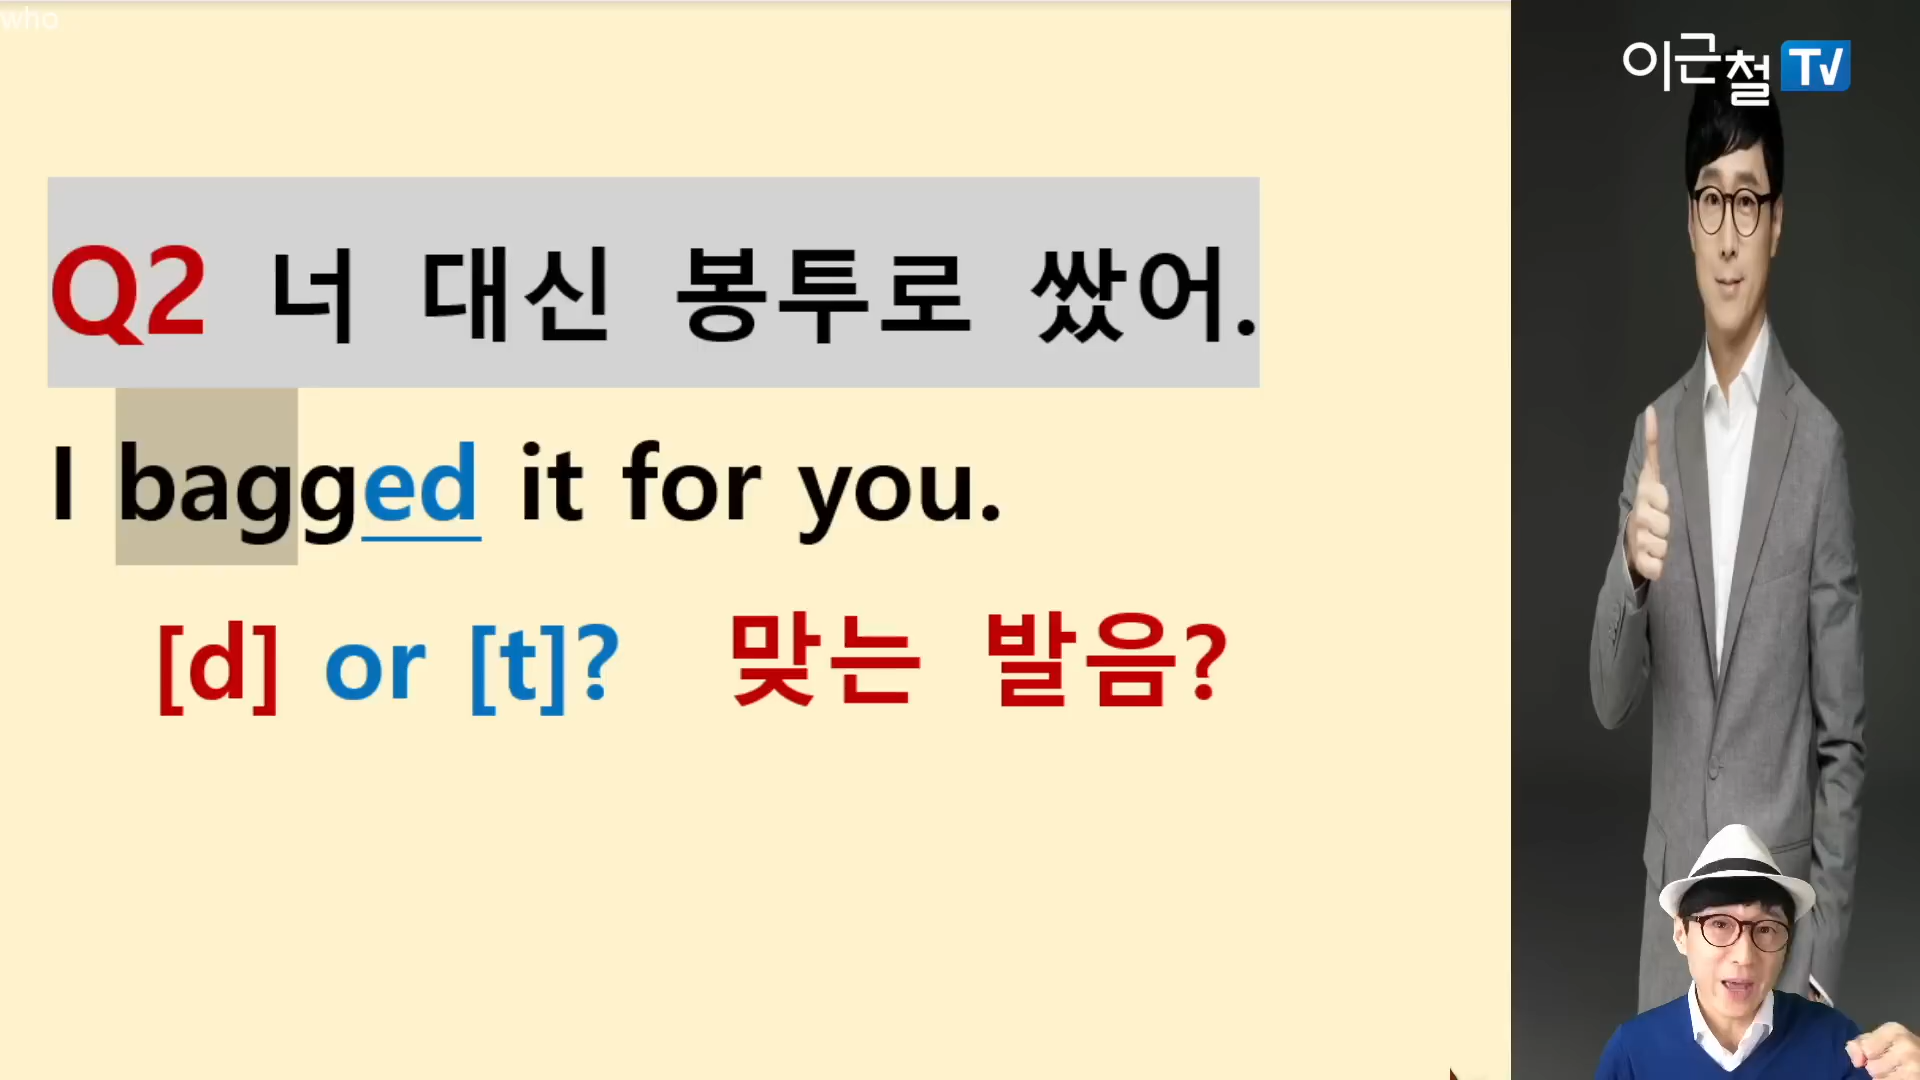 who
이근철 TV
Q2 너 대신 봉투로 쌌어.
I bagged it for you.
[d] or [t]? 맞는 발음?